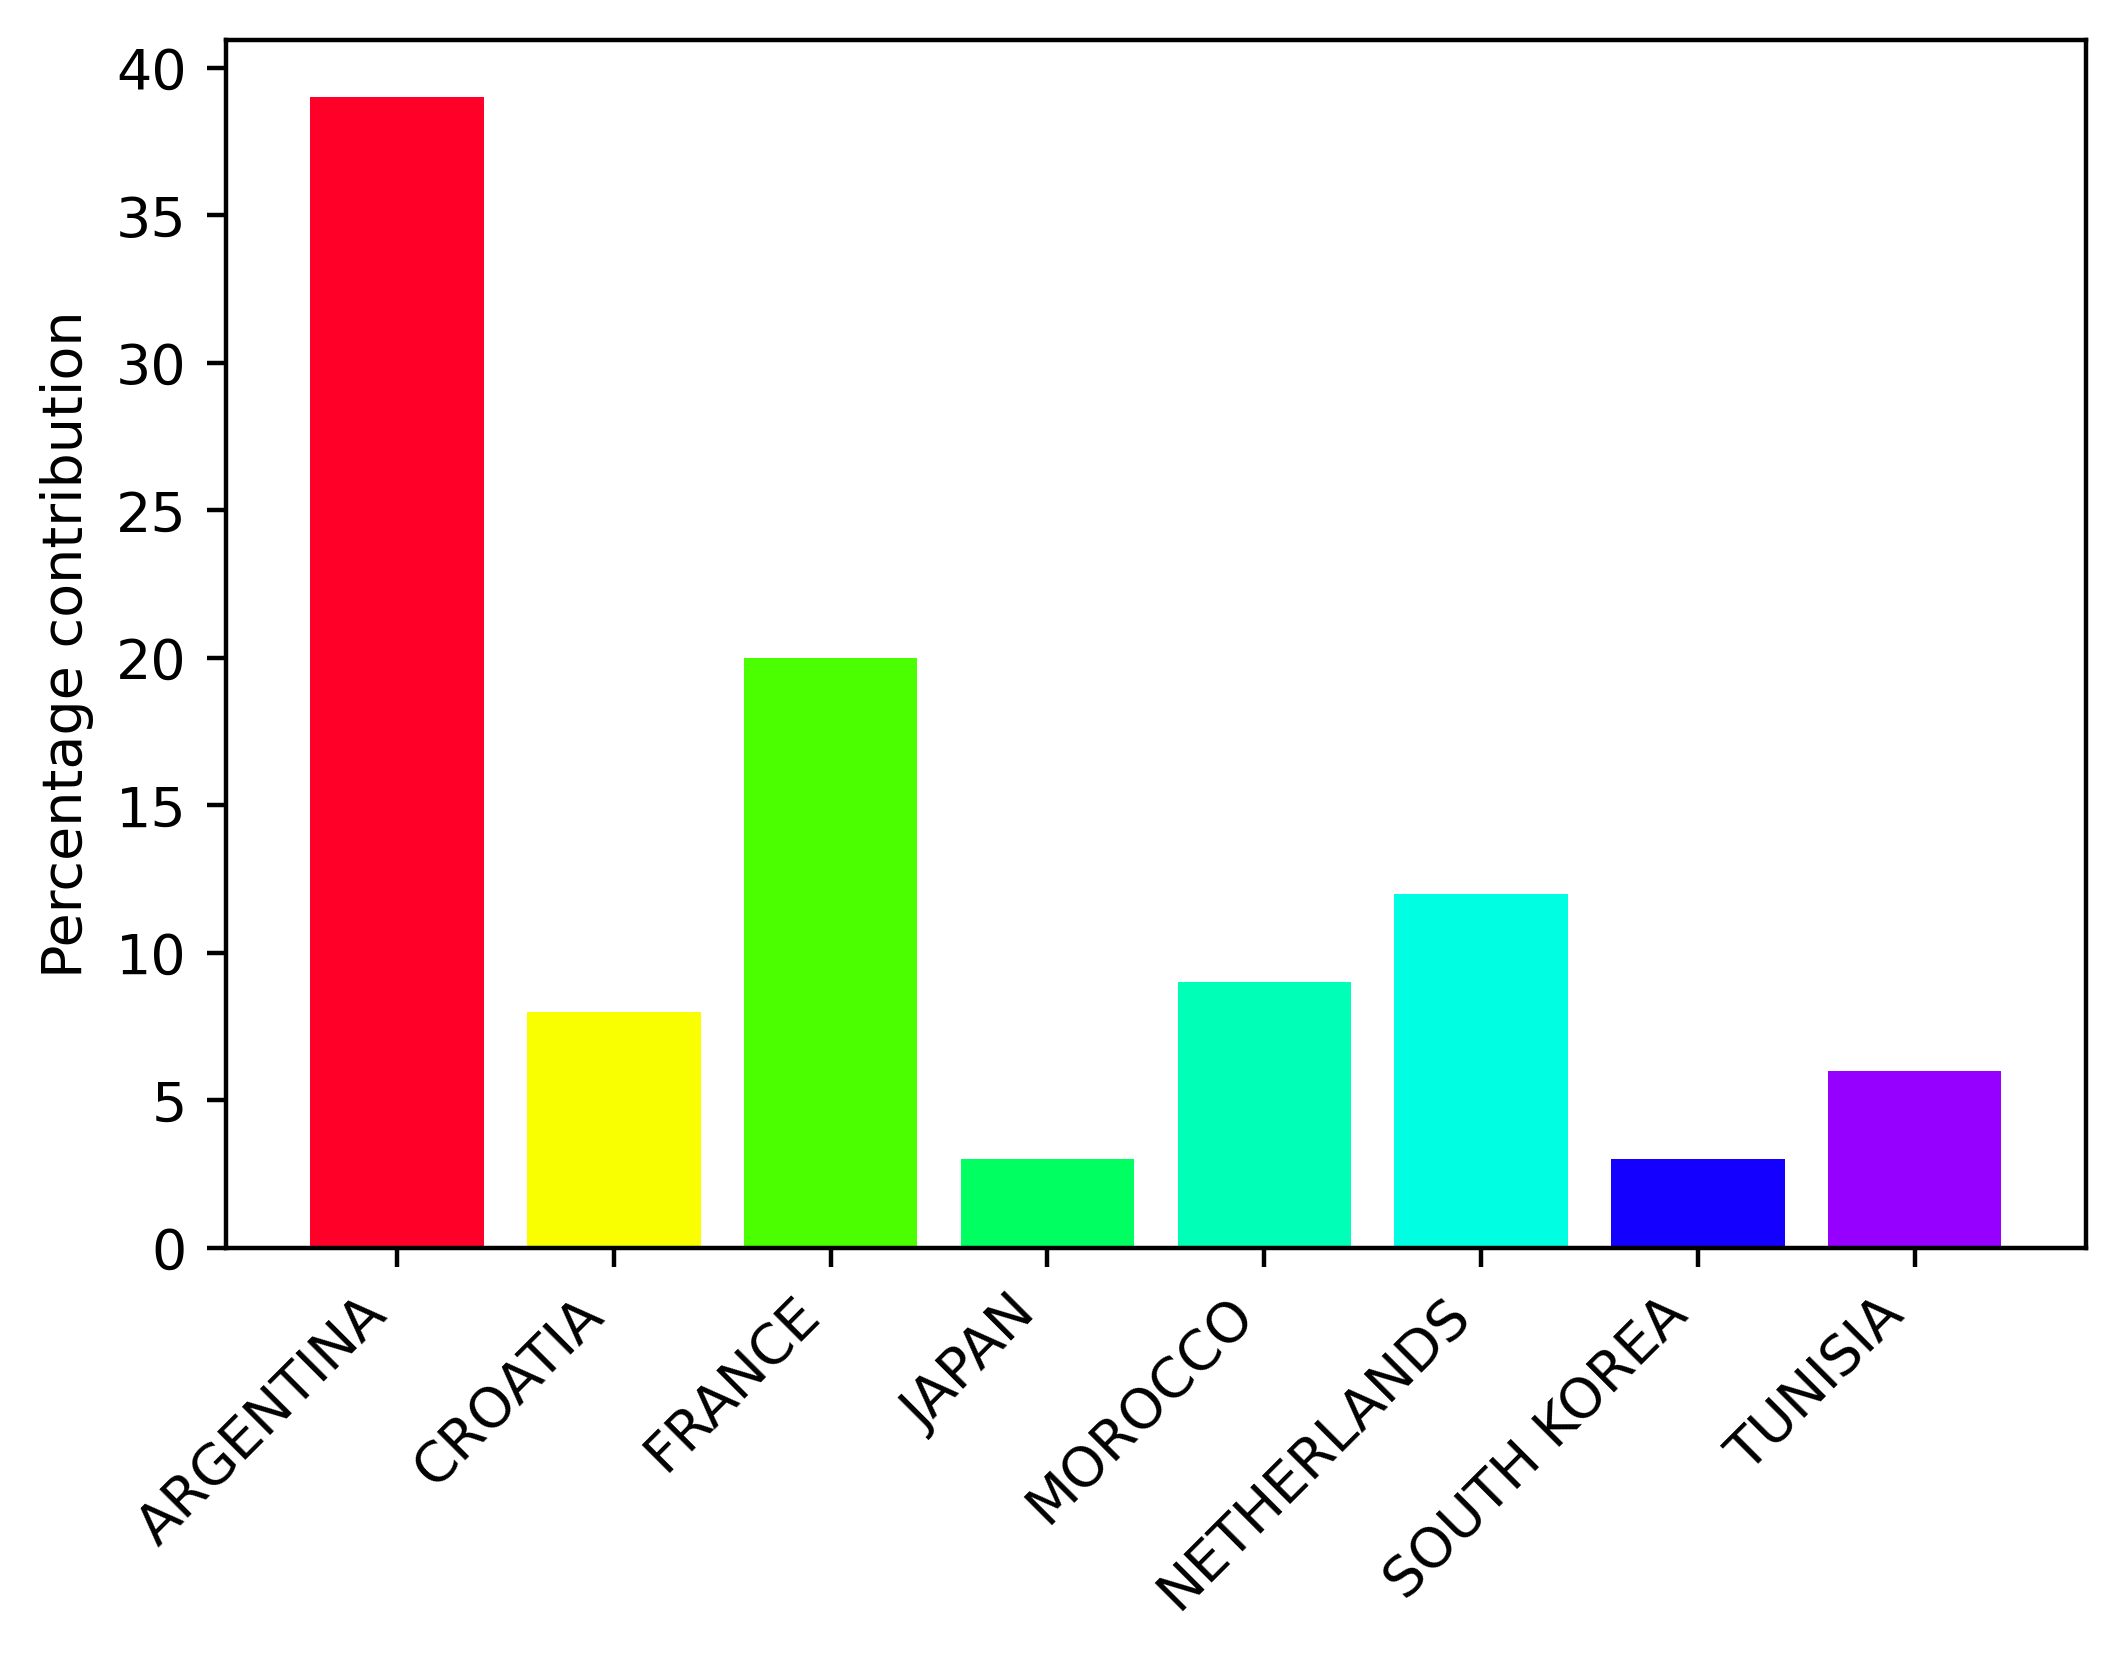 Percentage contribution
40
35
30
25
20
15
10
5
0
ARGENTINA
CROATIA
FRANCE
JAPAN
MOROCCO
NETHERLANDS
SOUTH KOREA
TUNISIA